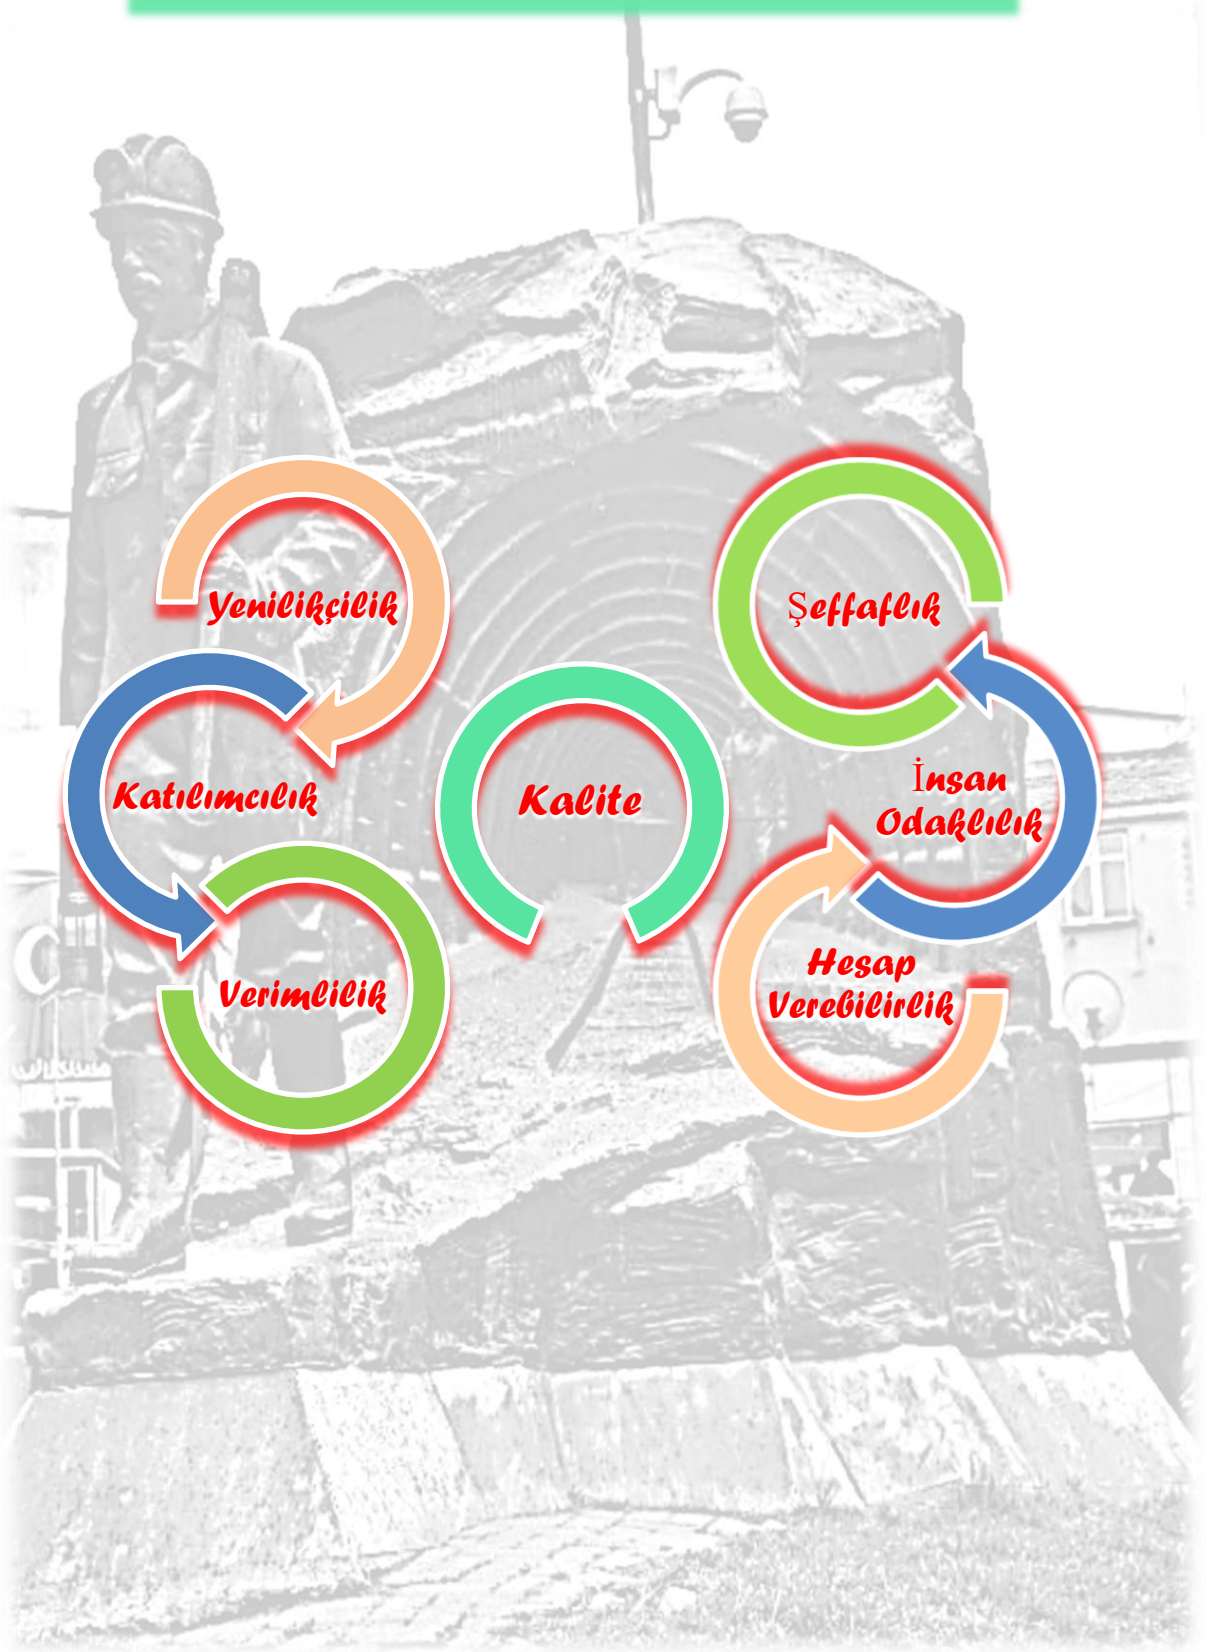 Yenilikçilik
Katılımcılık
Verimlilik
Kalite
Şeffaflık
İnsan
Odaklılık
Hesap
Verebilirlik